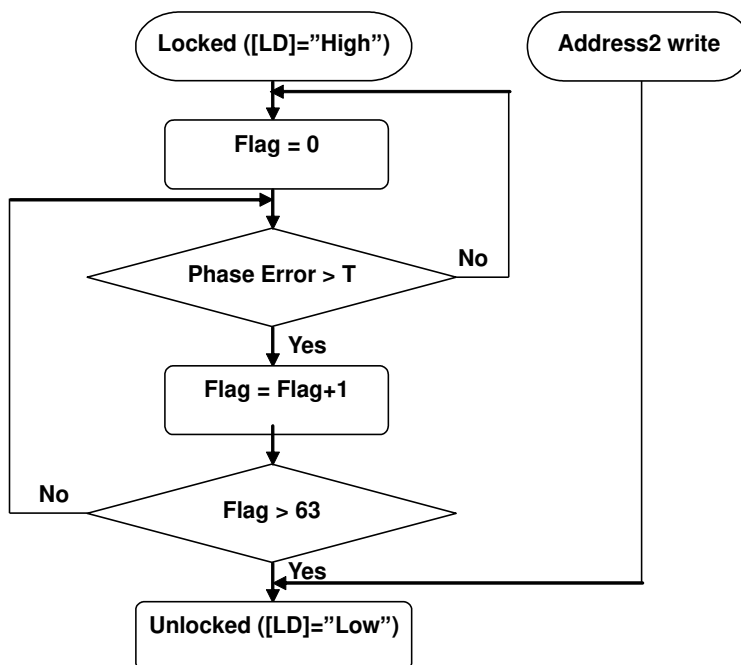 Locked ([LD]=”High”)
Address2 write
Flag = 0
Phase Error > T
No
Yes
Flag = Flag+1
No
Flag > 63
Yes
Unlocked ([LD]=”Low”)